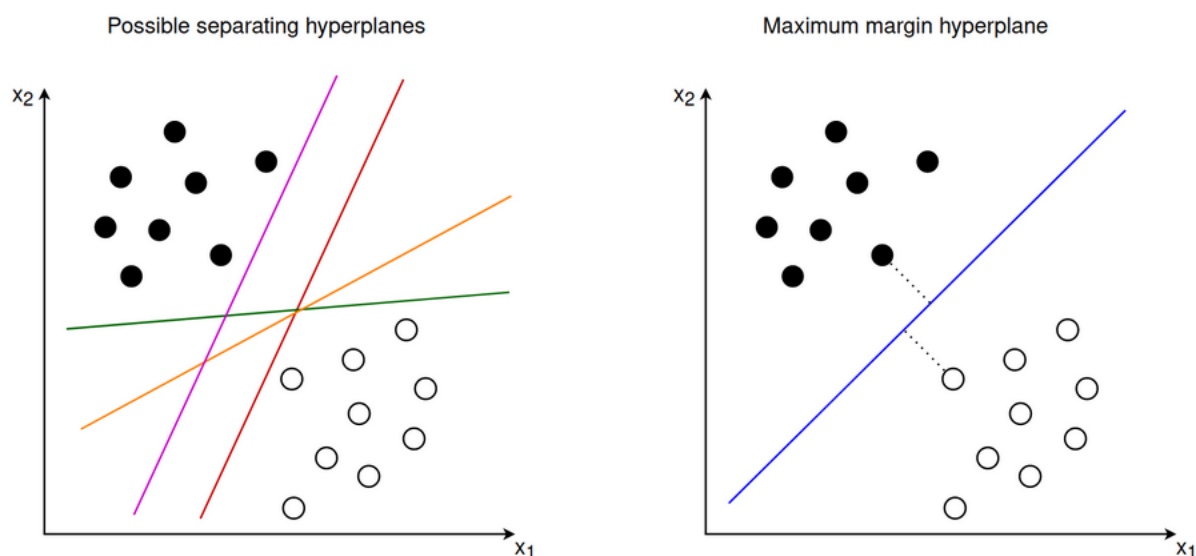 Possible separating hyperplanes
Maximum margin hyperplane
x2
x2
x1
x1